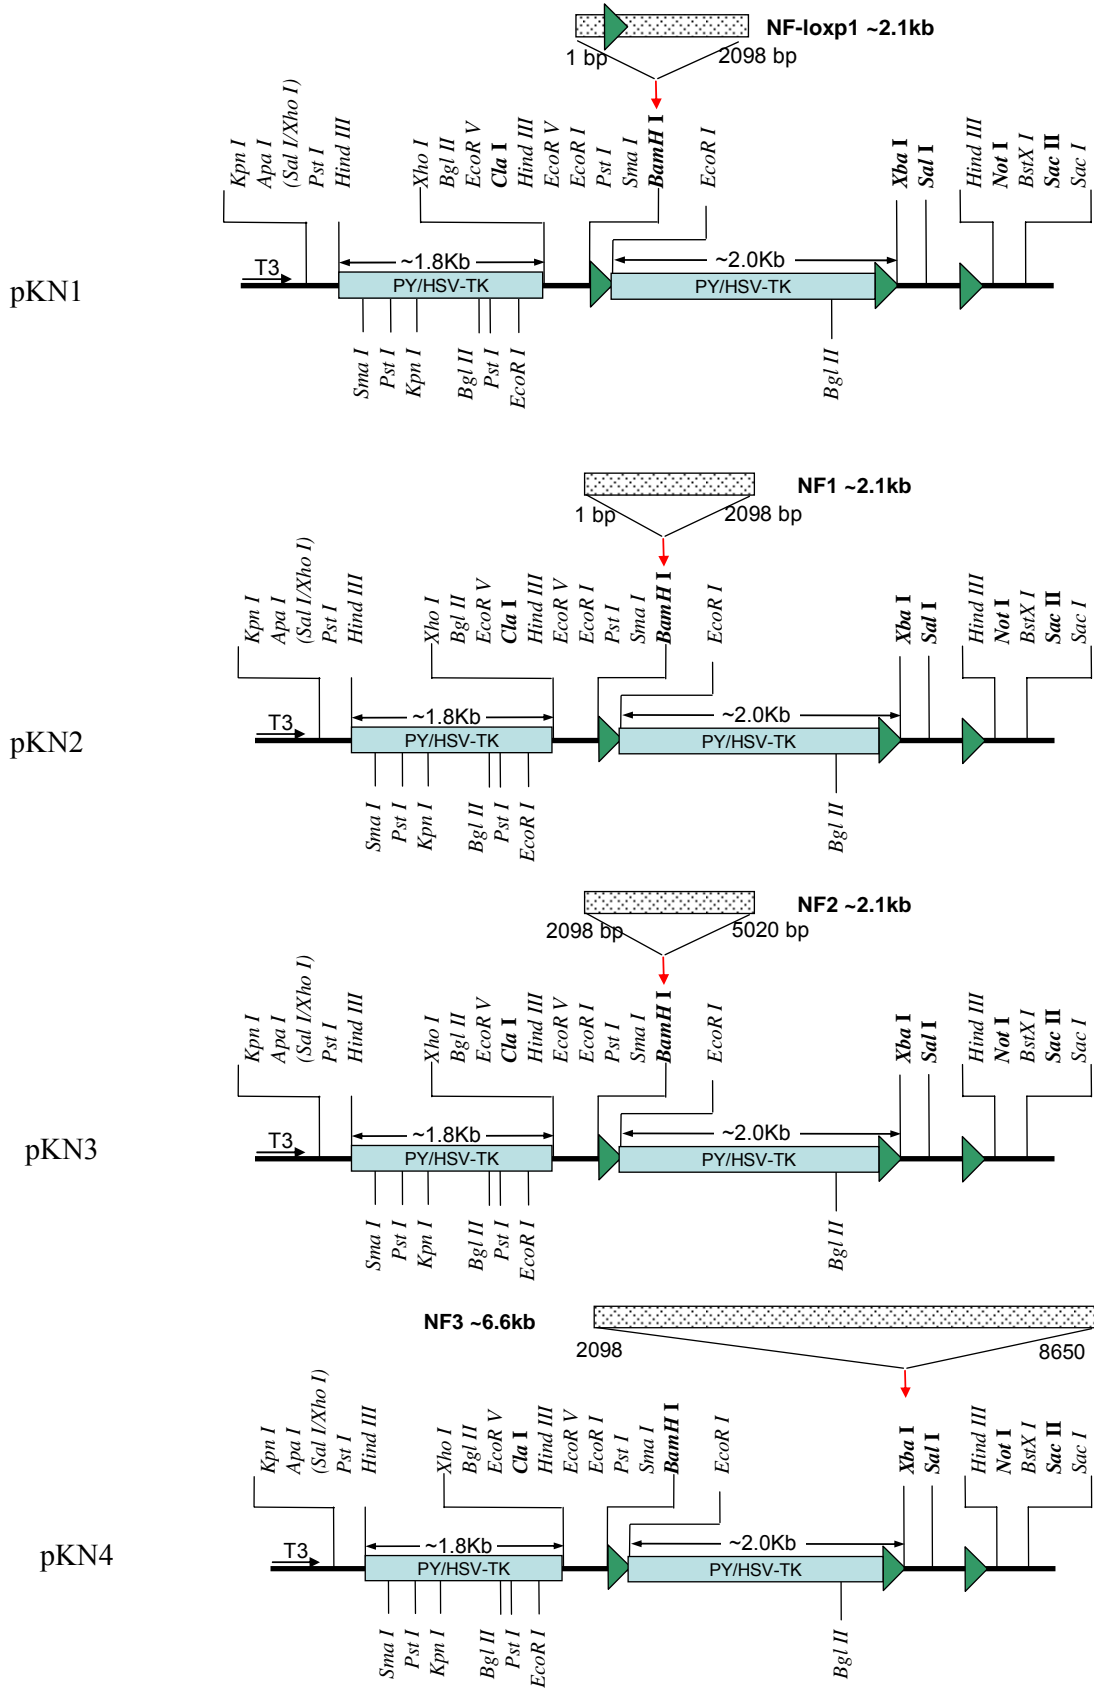 NF-loxp1 ~2.1kb
1 bp
2098 bp
Kpn I
Apa I
(Sal I/Xho I)
Pst I
Hind III
Xho I
Bgl II
EcoR V
Cla I
Hind III
EcoR V
EcoR I
Pst I
Sma I
BamH I
EcoR I
Xba I
Sal I
Hind III
Not I
BstX I
Sac II
Sac I
pKN1
T3
~1.8Kb
~2.0Kb
PY/HSV-TK
PY/HSV-TK
Sma I
Pst I
Kpn I
Bgl II
Pst I
EcoR I
Bgl II
NF1 ~2.1kb
1 bp
2098 bp
Kpn I
Apa I
(Sal I/Xho I)
Pst I
Hind III
Xho I
Bgl II
EcoR V
Cla I
Hind III
EcoR V
EcoR I
Pst I
Sma I
BamH I
EcoR I
Xba I
Sal I
Hind III
Not I
BstX I
Sac II
Sac I
pKN2
T3
~1.8Kb
~2.0Kb
PY/HSV-TK
PY/HSV-TK
Sma I
Pst I
Kpn I
Bgl II
Pst I
EcoR I
Bgl II
NF2 ~2.1kb
2098 bp
5020 bp
Kpn I
Apa I
(Sal I/Xho I)
Pst I
Hind III
Xho I
Bgl II
EcoR V
Cla I
Hind III
EcoR V
EcoR I
Pst I
Sma I
BamH I
EcoR I
Xba I
Sal I
Hind III
Not I
BstX I
Sac II
Sac I
pKN3
T3
~1.8Kb
~2.0Kb
PY/HSV-TK
PY/HSV-TK
Sma I
Pst I
Kpn I
Bgl II
Pst I
EcoR I
Bgl II
NF3 ~6.6kb
2098
8650
Kpn I
Apa I
(Sal I/Xho I)
Pst I
Hind III
Xho I
Bgl II
EcoR V
Cla I
Hind III
EcoR V
EcoR I
Pst I
Sma I
BamH I
EcoR I
Xba I
Sal I
Hind III
Not I
BstX I
Sac II
Sac I
pKN4
T3
~1.8Kb
~2.0Kb
PY/HSV-TK
PY/HSV-TK
Sma I
Pst I
Kpn I
Bgl II
Pst I
EcoR I
Bgl II